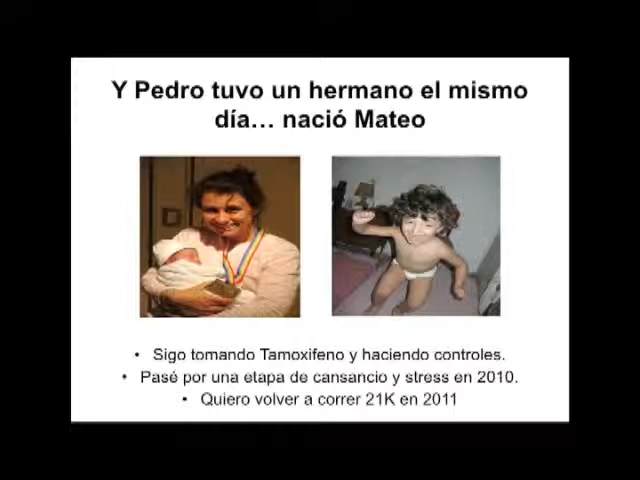 Y Pedro tuvo un hermano el mismo
día… nació Mateo
• Sigo tomando Tamoxifeno y haciendo controles.
• Pasé por una etapa de cansancio y stress en 2010.
• Quiero volver a correr 21K en 2011